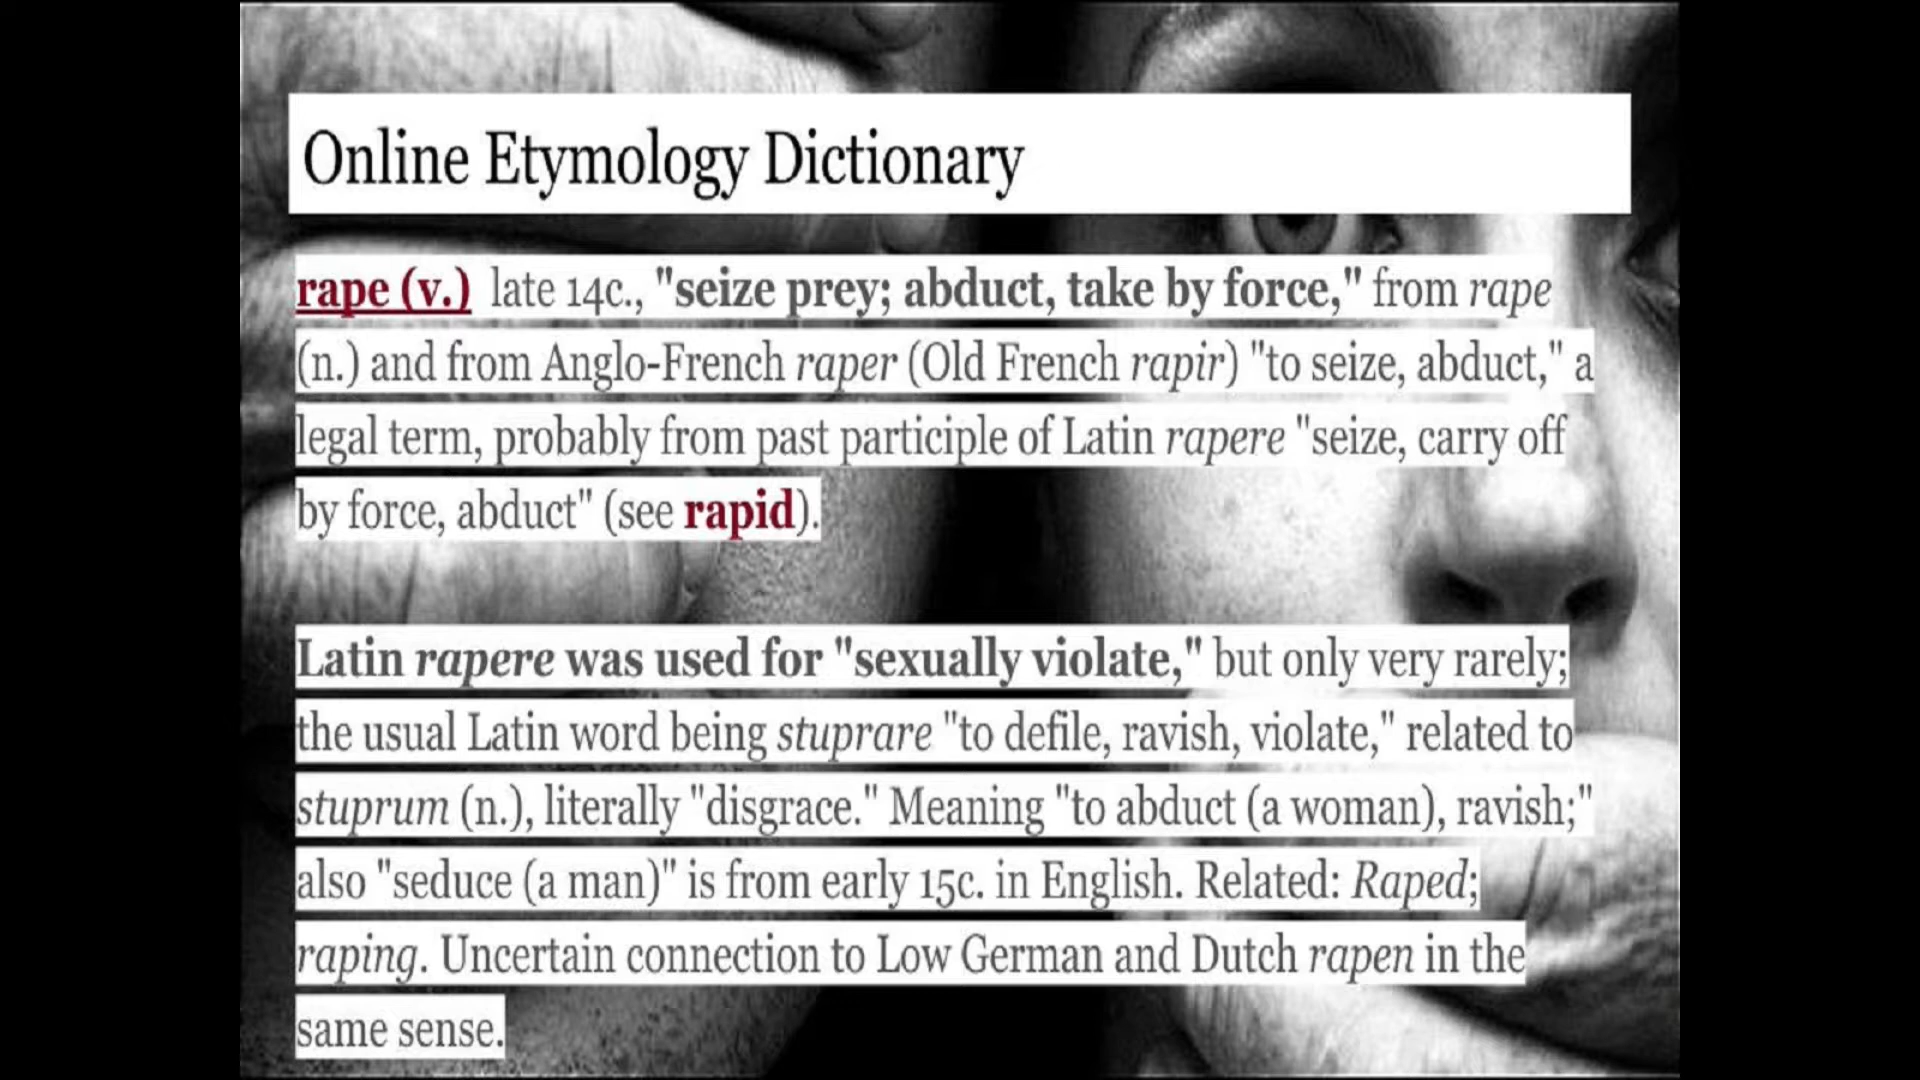 Online Etymology Dictionary
rape (v.) late 14c., "seize prey; abduct, take by force," from rape
(n.) and from Anglo-French raper (Old French rapir) "to seize, abduct," a
legal term, probably from past participle of Latin rapere "seize, carry off
by force, abduct" (see rapid).
Latin rapere was used for "sexually violate," but only very rarely;
the usual Latin word being stuprare "to defile, ravish, violate," related to
stuprum (n.), literally "disgrace." Meaning "to abduct (a woman), ravish;"
also "seduce (a man)" is from early 15c. in English. Related: Raped;
raping. Uncertain connection to Low German and Dutch rapen in the
same sense.